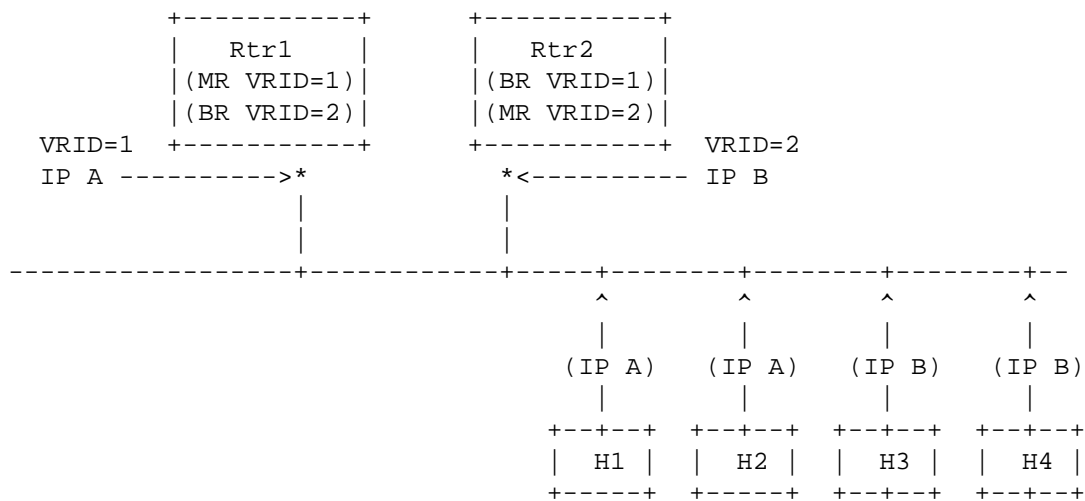 Rtr1 Rtr2
(MR VRID=1) (BR VRID=1)
(BR VRID=2) (MR VRID=2)
VRID=1 VRID=2
IP A IP B
(IP A) (IP A) (IP B) (IP B)
H1 H2 H3 H4